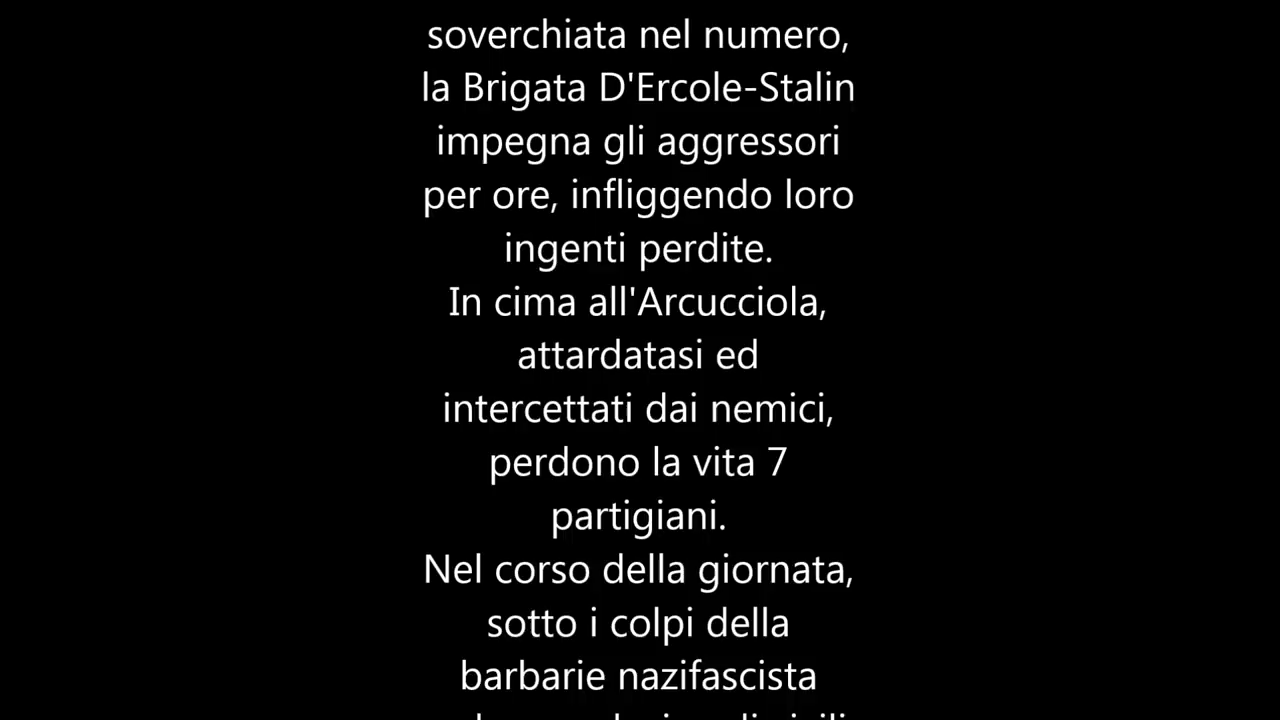 soverchiata nel numero,
la Brigata D'Ercole-Stalin
impegna gli aggressori
per ore, infliggendo loro
ingenti perdite.
In cima all'Arcucciola,
attardatasi ed
intercettati dai nemici,
perdono la vita 7
partigiani.
Nel corso della giornata,
sotto i colpi della
barbarie nazifascista